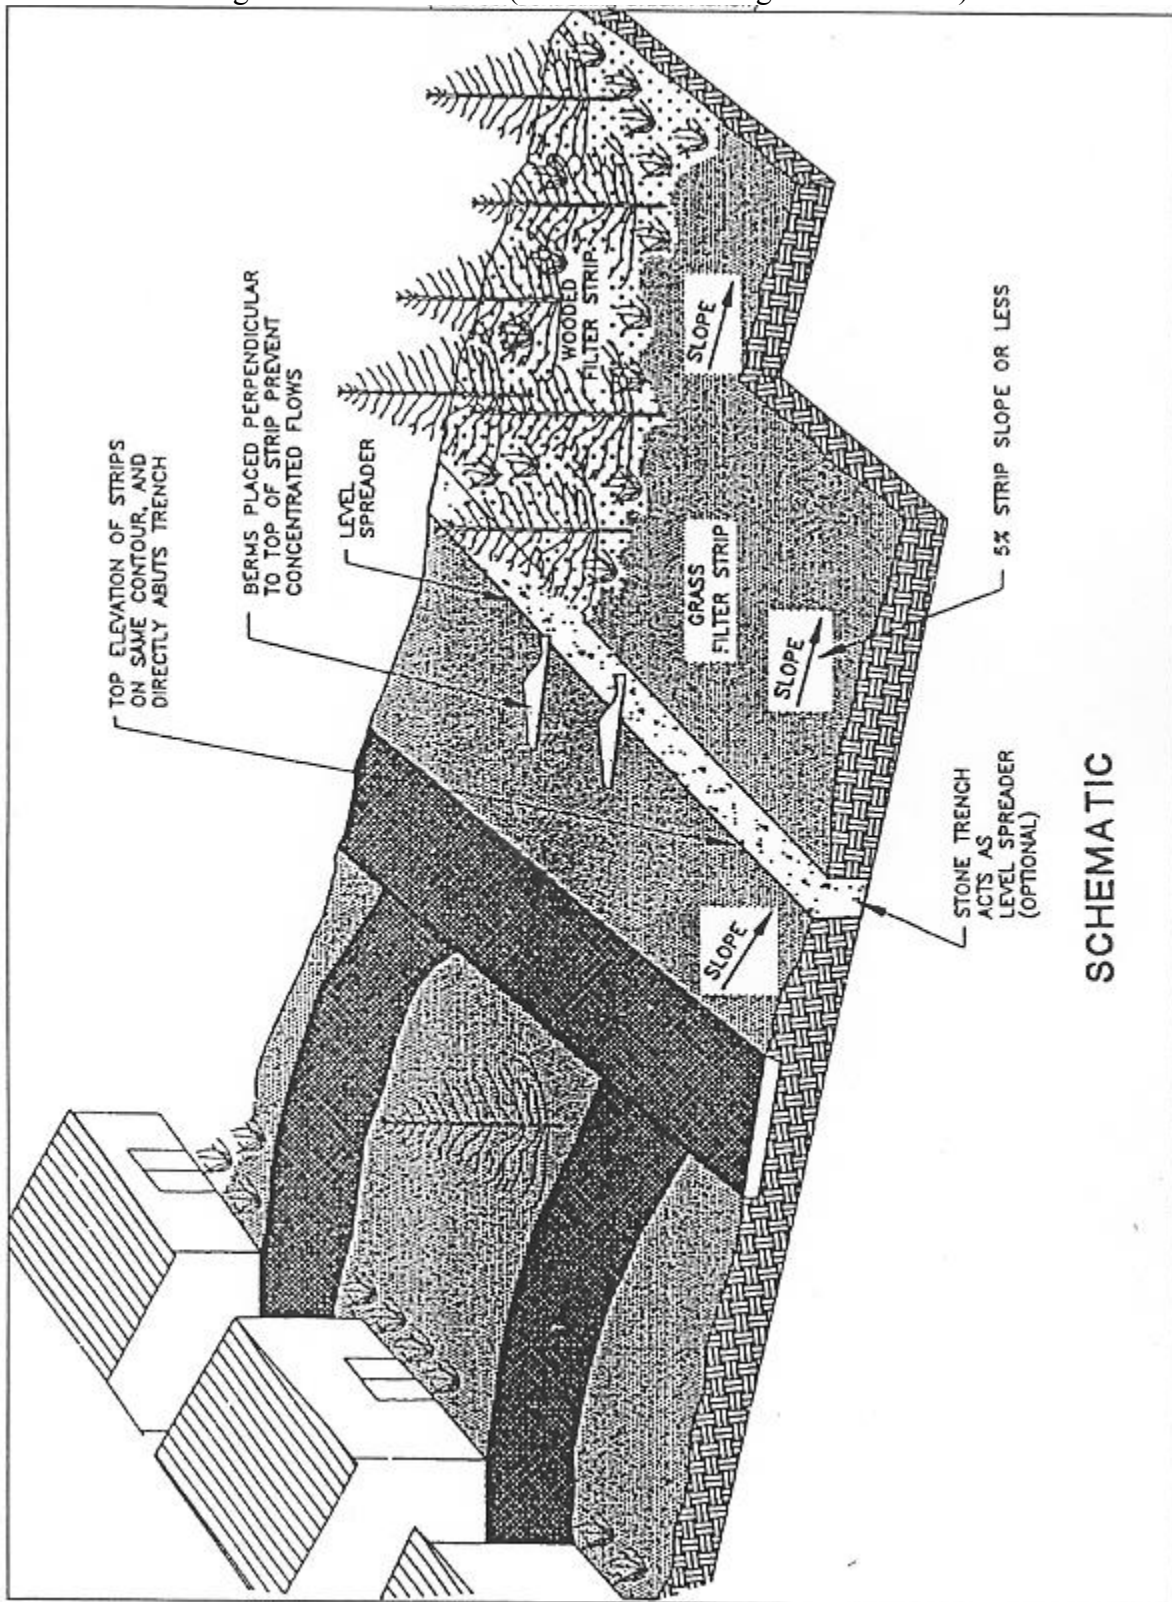 TOP ELEVATION OF STRIPS
ON SAME CONTOUR, AND
DIRECTLY ABUTS TRENCH
BERMS PLACED PERPENDICULAR
TO TOP OF STRIP PREVENT
CONCENTRATED FLOWS
LEVEL
SPREADER
WOODED
FILTER STRIP
SLOPE
GRASS
FILTER STRIP
SLOPE
SLOPE
5% STRIP SLOPE OR LESS
STONE TRENCH
ACTS AS
LEVEL SPREADER
(OPTIONAL)
SCHEMATIC